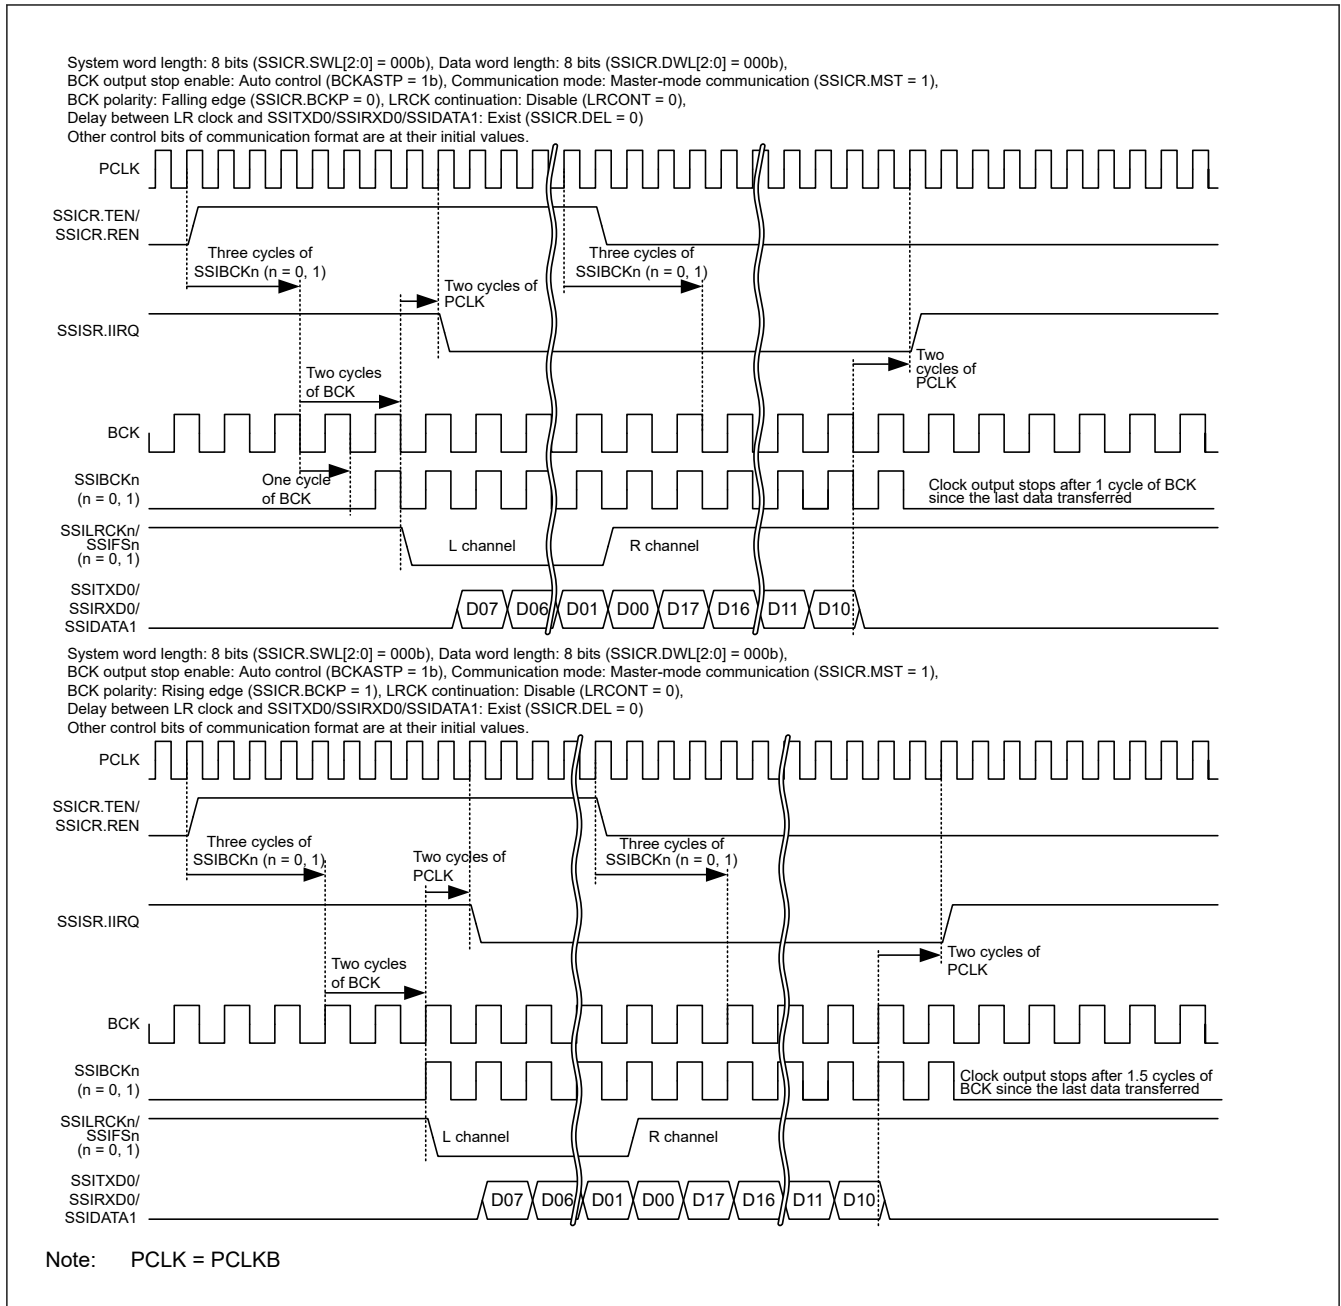 System word length: 8 bits (SSICR.SWL[2:0] = 000b), Data word length: 8 bits (SSICR.DWL[2:0] = 000b),
BCK output stop enable: Auto control (BCKASTP = 1b), Communication mode: Master-mode communication (SSICR.MST = 1),
BCK polarity: Falling edge (SSICR.BCKP = 0), LRCK continuation: Disable (LRCONT = 0),
Delay between LR clock and SSITXD0/SSIRXD0/SSIDATA1: Exist (SSICR.DEL = 0)
Other control bits of communication format are at their initial values.
PCLK
SSICR.TEN/
SSICR.REN
Three cycles of
SSIBCKn (n = 0, 1)
Two cycles of
PCLK
Three cycles of
SSIBCKn (n = 0, 1)
SSISR.IIRQ
Two
cycles of
PCLK
Two cycles
of BCK
BCK
SSIBCKn
(n = 0, 1)
One cycle
of BCK
Clock output stops after 1 cycle of BCK
since the last data transferred
SSILRCKn/
SSIFSn
(n = 0, 1)
L channel
R channel
SSITXD0/
SSIRXD0/
SSIDATA1
D07 D06 D01 D00 D17 D16 D11 D10
System word length: 8 bits (SSICR.SWL[2:0] = 000b), Data word length: 8 bits (SSICR.DWL[2:0] = 000b),
BCK output stop enable: Auto control (BCKASTP = 1b), Communication mode: Master-mode communication (SSICR.MST = 1),
BCK polarity: Rising edge (SSICR.BCKP = 1), LRCK continuation: Disable (LRCONT = 0),
Delay between LR clock and SSITXD0/SSIRXD0/SSIDATA1: Exist (SSICR.DEL = 0)
Other control bits of communication format are at their initial values.
PCLK
SSICR.TEN/
SSICR.REN
Three cycles of
SSIBCKn (n = 0, 1)
Two cycles of
PCLK
Three cycles of
SSIBCKn (n = 0, 1)
SSISR.IIRQ
Two cycles of
PCLK
Two cycles
of BCK
BCK
SSIBCKn
(n = 0, 1)
Clock output stops after 1.5 cycles of
BCK since the last data transferred
SSILRCKn/
SSIFSn
(n = 0, 1)
L channel
R channel
SSITXD0/
SSIRXD0/
SSIDATA1
D07 D06 D01 D00 D17 D16 D11 D10
Note: PCLK = PCLKB